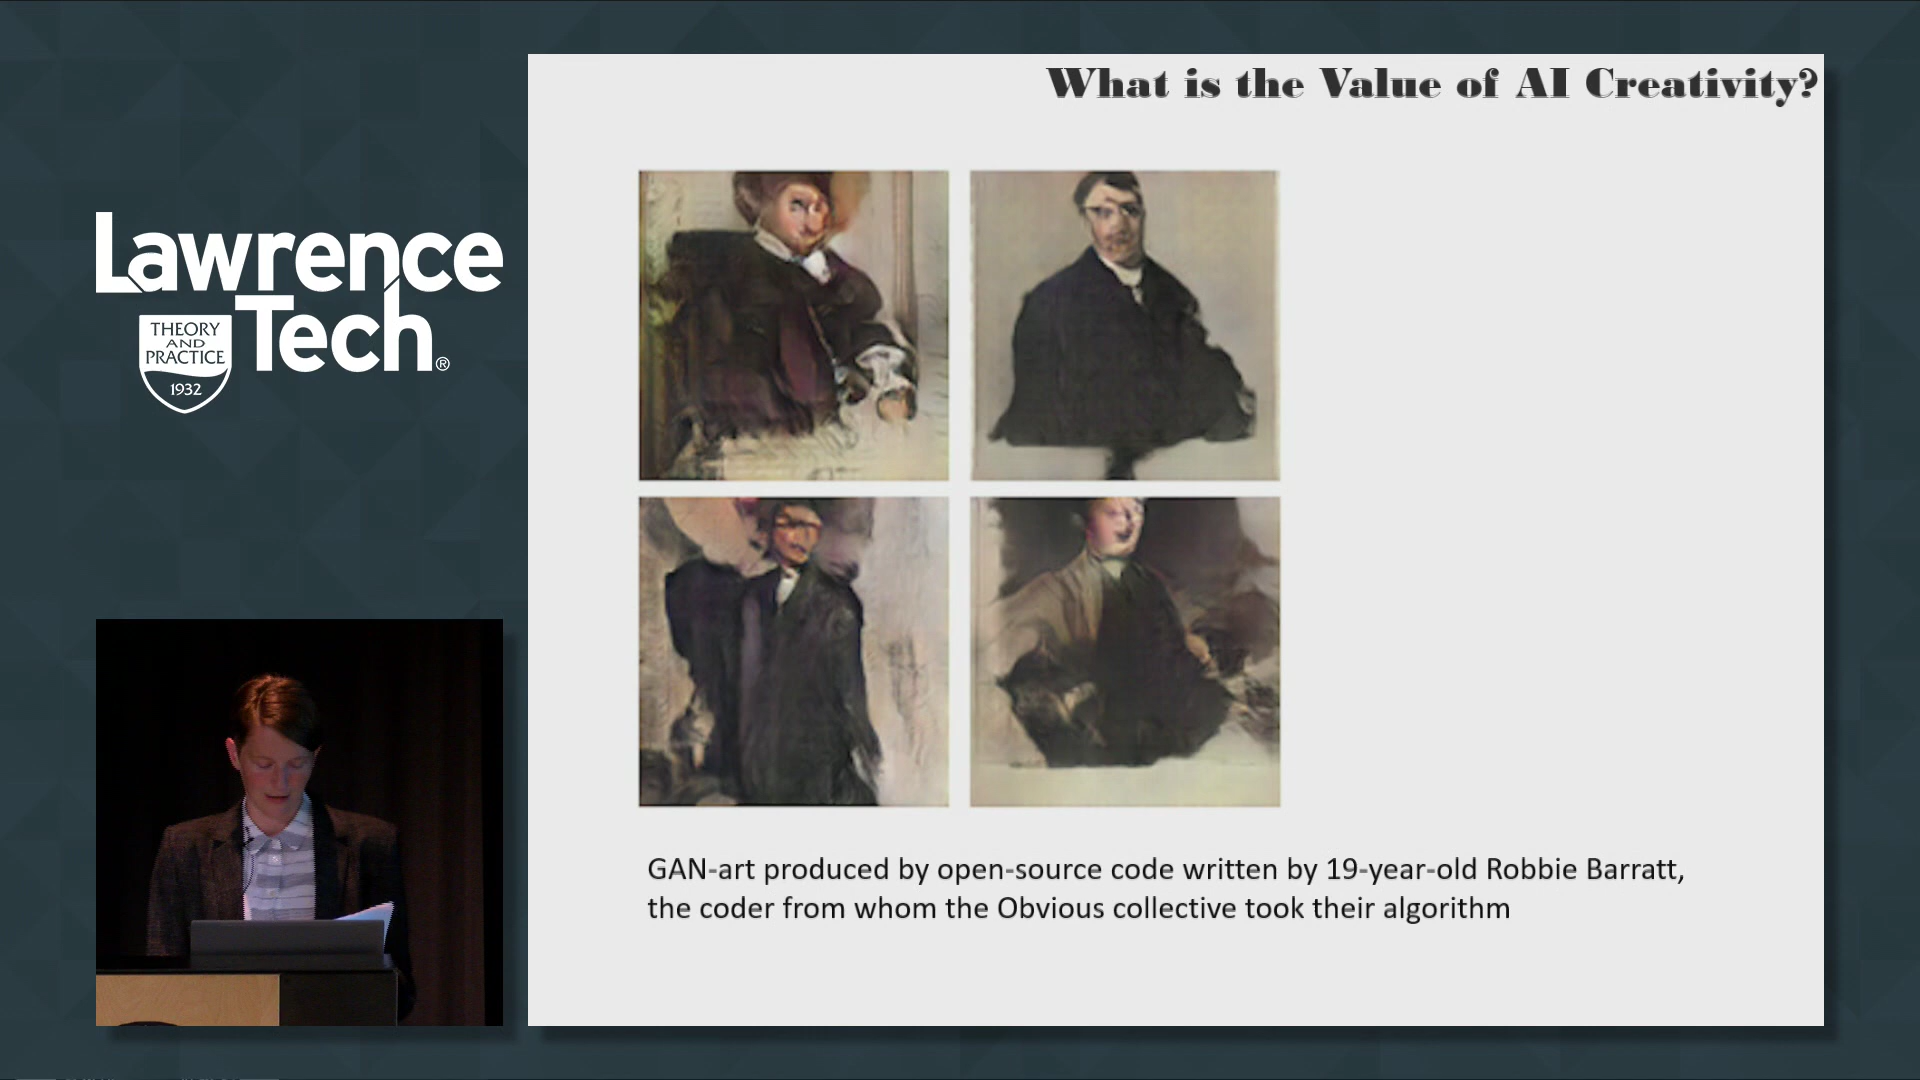 What is the Value of AI Creativity?
Lawrence
Tech®
THEORY
AND
PRACTICE
1932
GAN-art produced by open-source code written by 19-year-old Robbie Barratt,
the coder from whom the Obvious collective took their algorithm